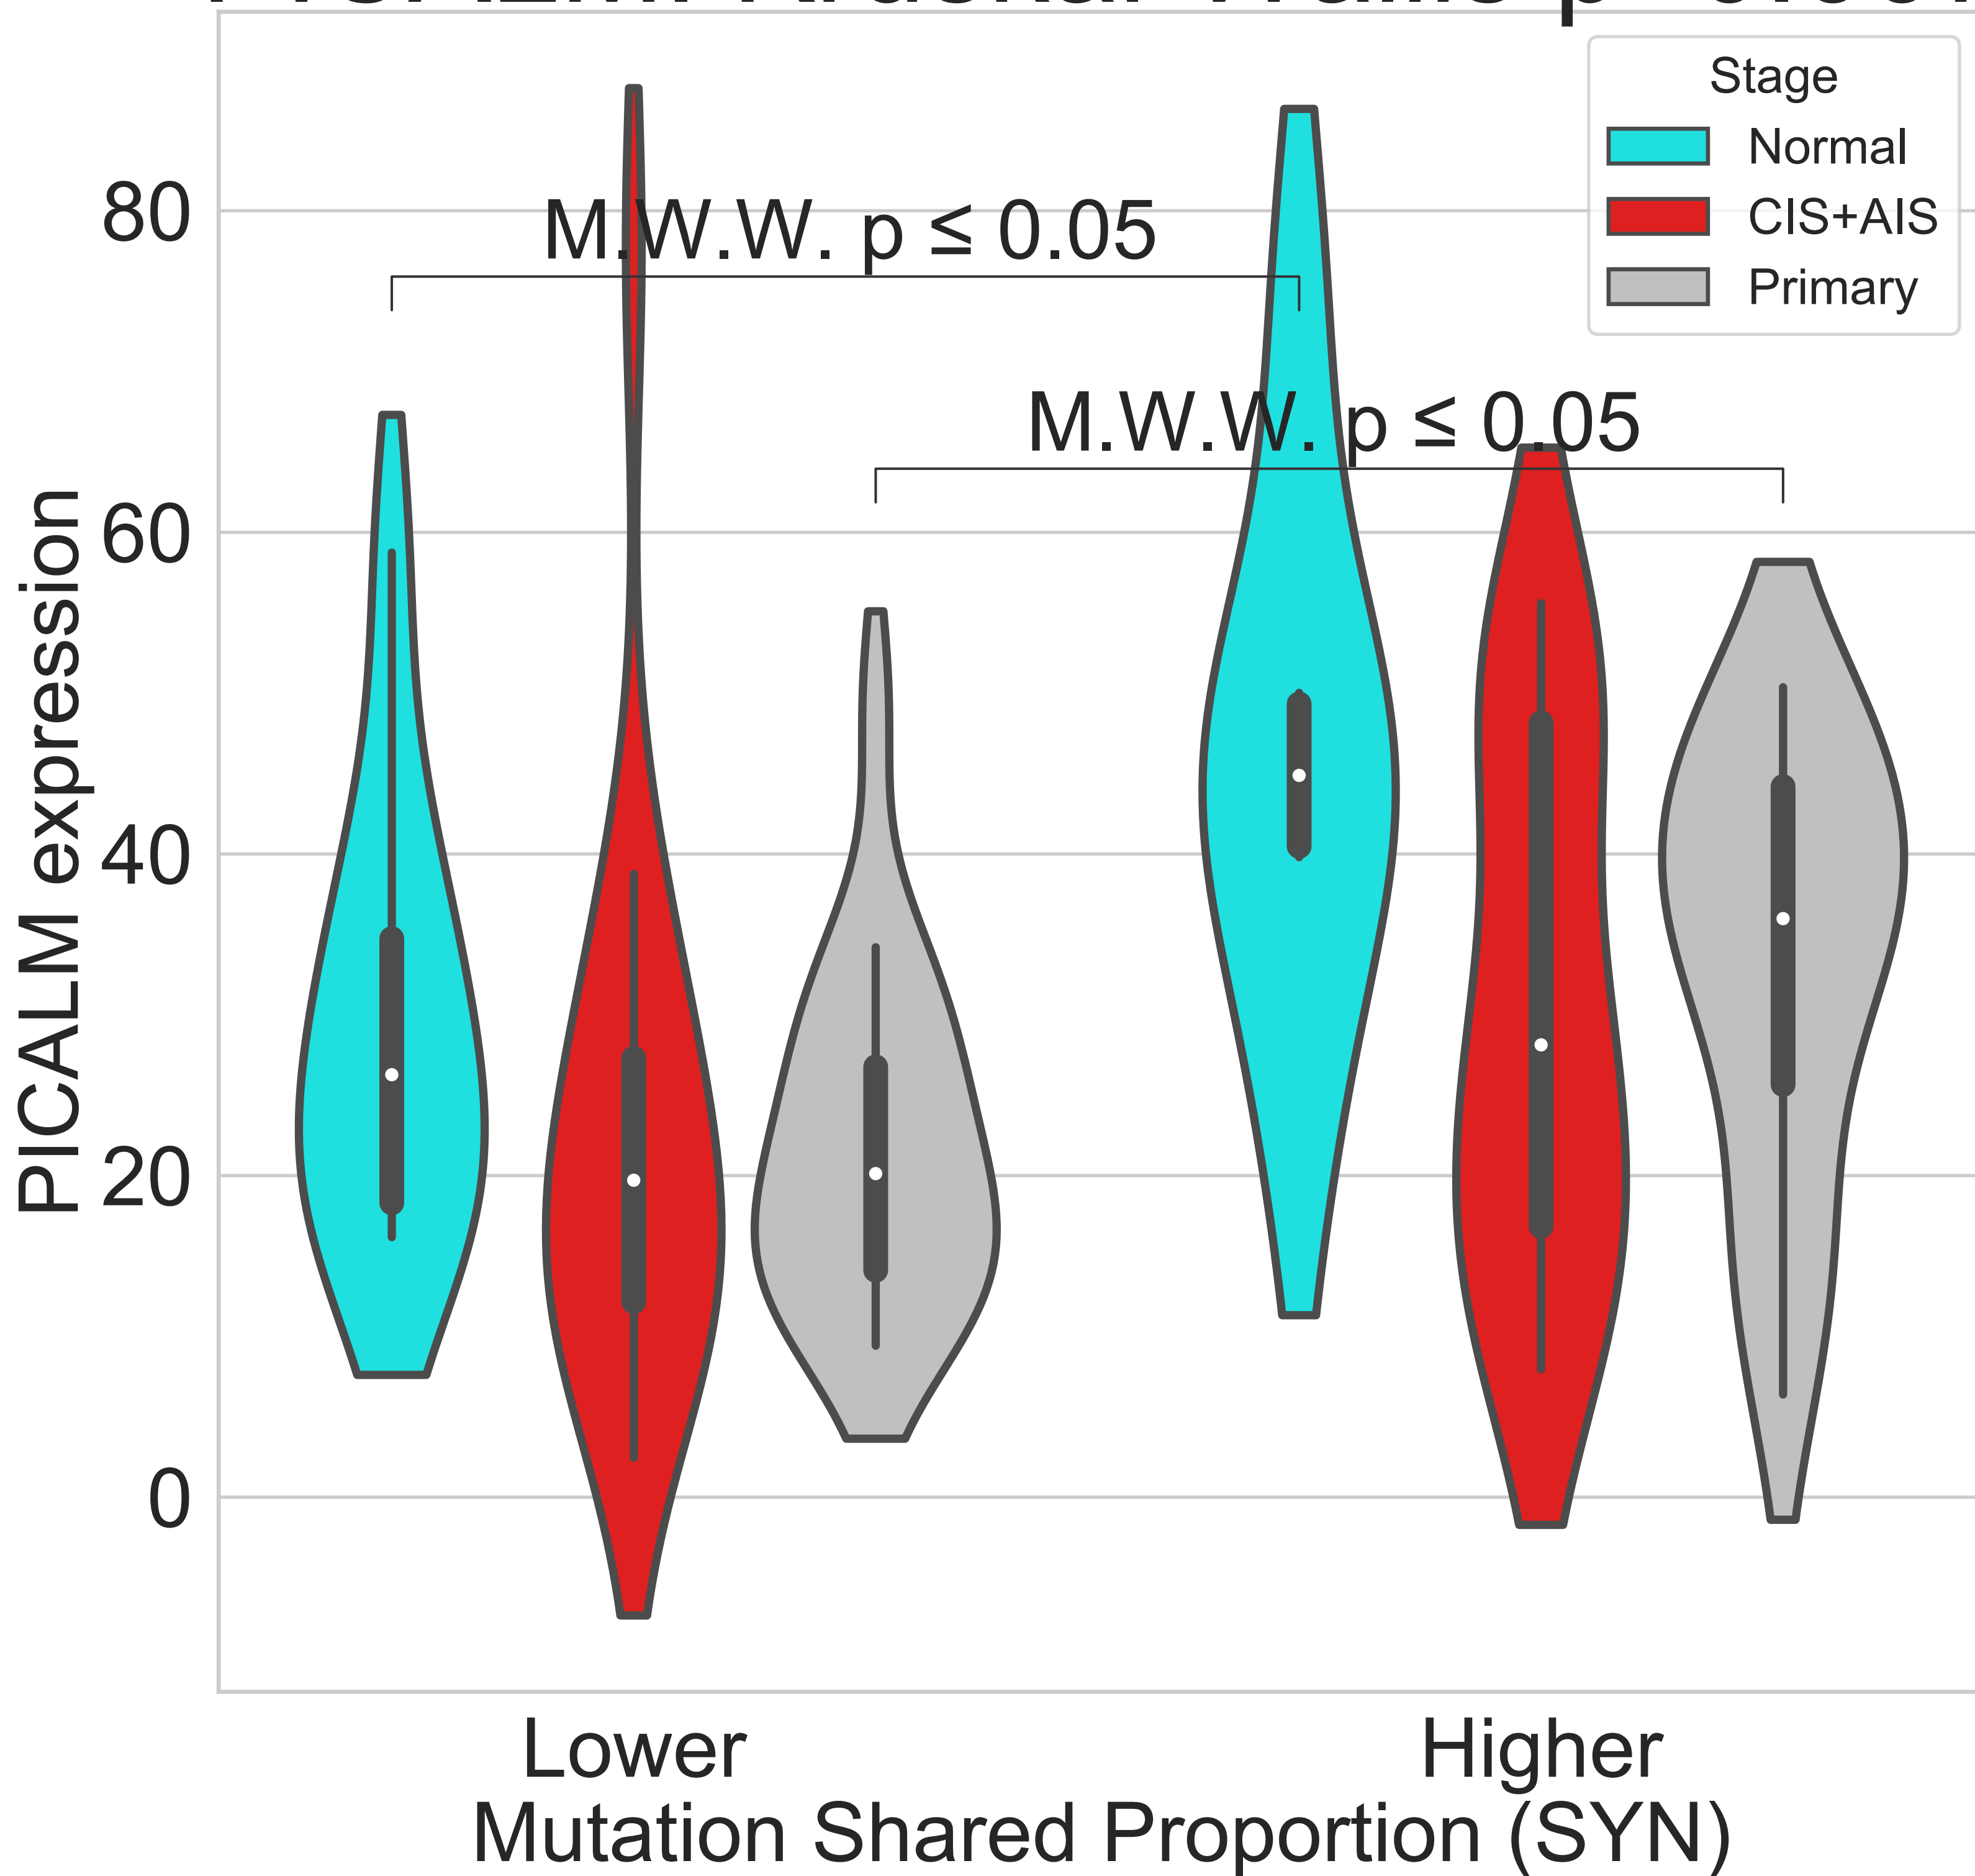 Stage
Normal
CIS+AIS
Primary
M.W.W. p ≤ 0.05
M.W.W. p ≤ 0.05
PICALM expression
80
60
40
20
0
Lower
Higher
Mutation Shared Proportion (SYN)